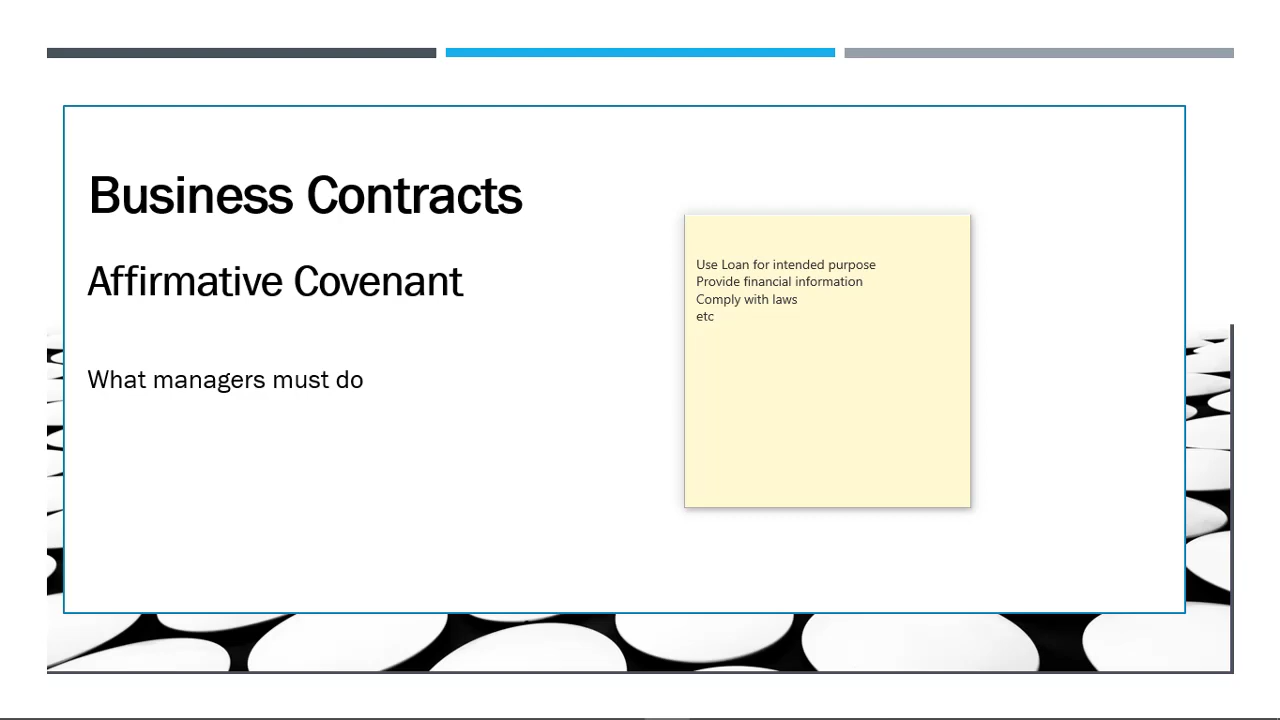 Business Contracts
Affirmative Covenant
What managers must do
Use Loan for intended purpose
Provide financial information
Comply with laws
etc